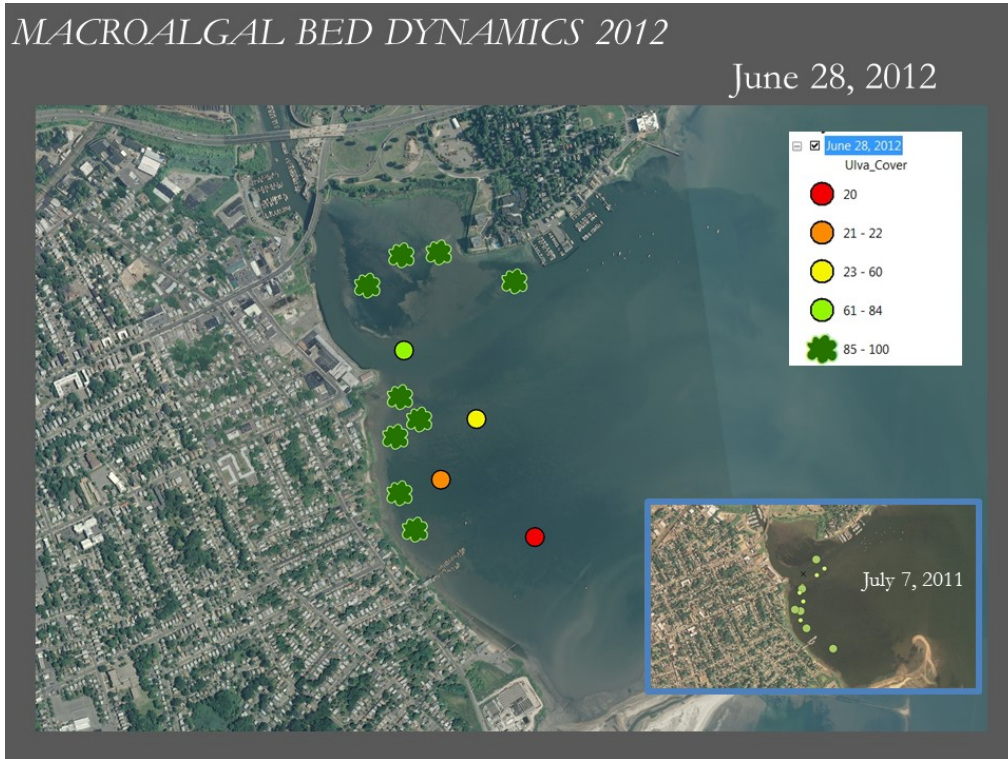 MACROALGAL BED DYNAMICS 2012
June 28, 2012
June 28, 2012
Ulva_Cover
20
21 - 22
23 - 60
61 - 84
85 - 100
July 7, 2011